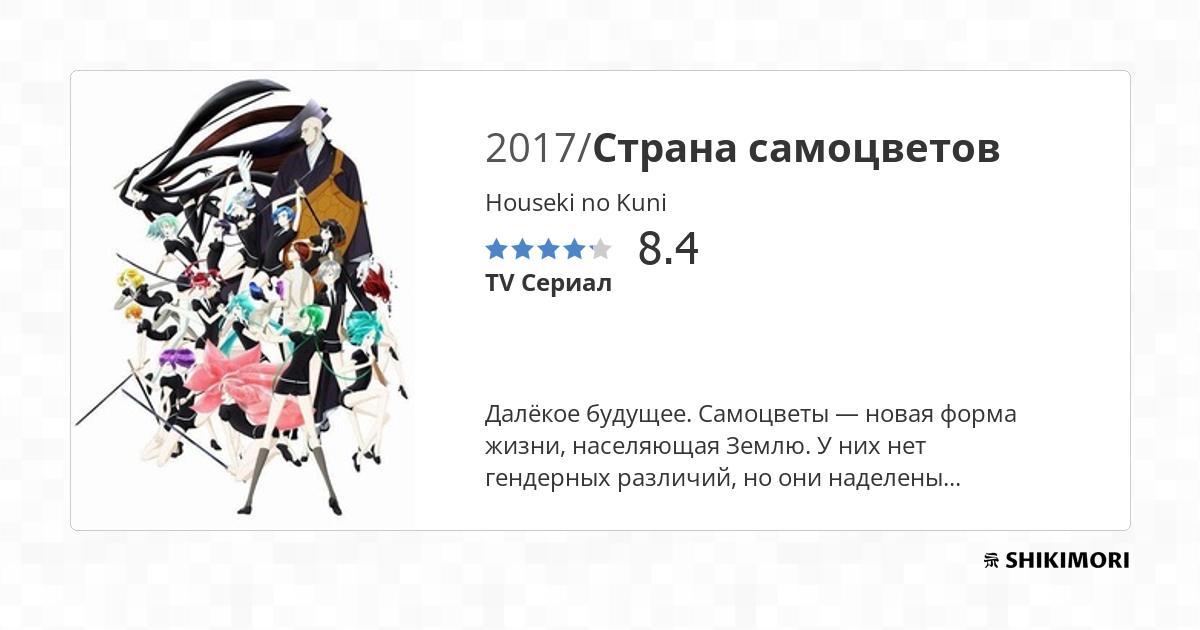 2017/Страна самоцветов
Houseki no Kuni
8.4
TV Сериал
Далёкое будущее. Самоцветы — новая форма
жизни, населяющая Землю. У них нет
гендерных различий, но они наделены...
SHIKIMORI